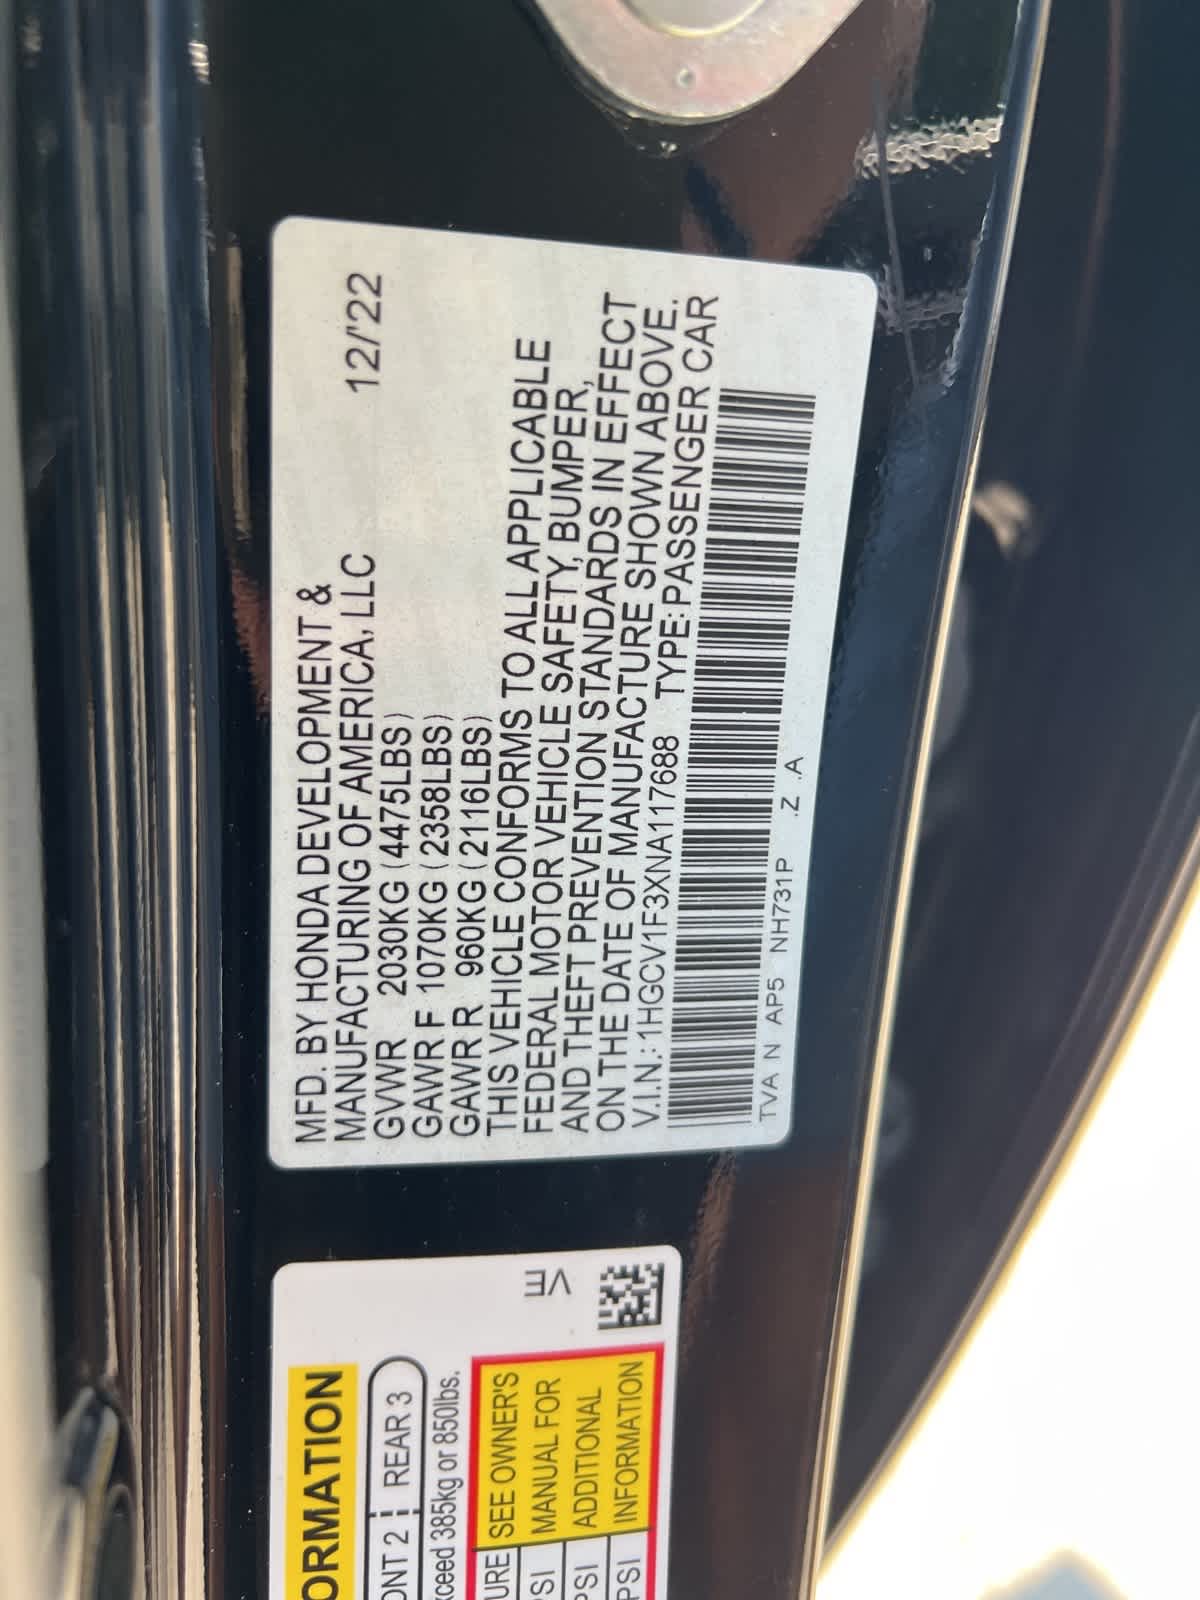 MFD. BY HONDA DEVELOPMENT &
MANUFACTURING OF AMERICA, LLC 12/'22
GVWR 2030KG (4475LBS)
GAWR F 1070KG (2358LBS)
GAWR R 960KG (2116LBS)
THIS VEHICLE CONFORMS TO ALL APPLICABLE
FEDERAL MOTOR VEHICLE SAFETY, BUMPER,
AND THEFT PREVENTION STANDARDS IN EFFECT
ON THE DATE OF MANUFACTURE SHOWN ABOVE.
V.I.N.: 1HGCV1F3XNA117688 TYPE: PASSENGER CAR
TVA N AP5 NH731P .Z .A
ORMATION
ONT 2 REAR 3
xceed 385kg or 850lbs.
URE SEE OWNER'S
PSI MANUAL FOR
PSI ADDITIONAL
PSI INFORMATION